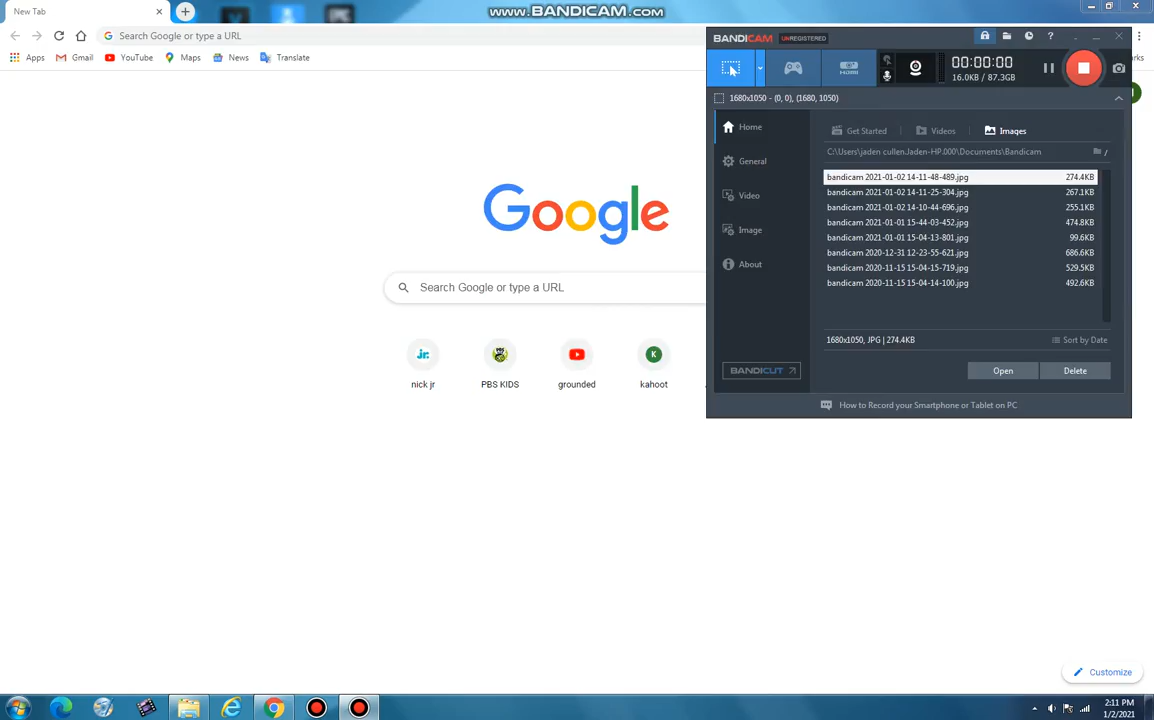 New Tab
www.BANDICAM.com
Search Google or type a URL
Apps Gmail YouTube Maps News Translate
BANDICAM UNREGISTERED
HDMI
00:00:00
16.0KB / 87.3GB
1680x1050 - (0, 0), (1680, 1050)
Home
General
Video
Image
About
BANDICUT
Get Started Videos Images
C:\Users\jaden cullen.Jaden-HP.000\Documents\Bandicam
bandicam 2021-01-02 14-11-48-489.jpg 274.4KB
bandicam 2021-01-02 14-11-25-304.jpg 267.1KB
bandicam 2021-01-02 14-10-44-696.jpg 255.1KB
bandicam 2021-01-01 15-44-03-452.jpg 474.8KB
bandicam 2021-01-01 15-04-13-801.jpg 99.6KB
bandicam 2020-12-31 12-23-55-621.jpg 686.6KB
bandicam 2020-11-15 15-04-15-719.jpg 529.5KB
bandicam 2020-11-15 15-04-14-100.jpg 492.6KB
1680x1050, JPG | 274.4KB Sort by Date
Open Delete
How to Record your Smartphone or Tablet on PC
Google
Search Google or type a URL
jr.
PBS KIDS
K
nick jr PBS KIDS grounded kahoot
Customize
2:11 PM
1/2/2021